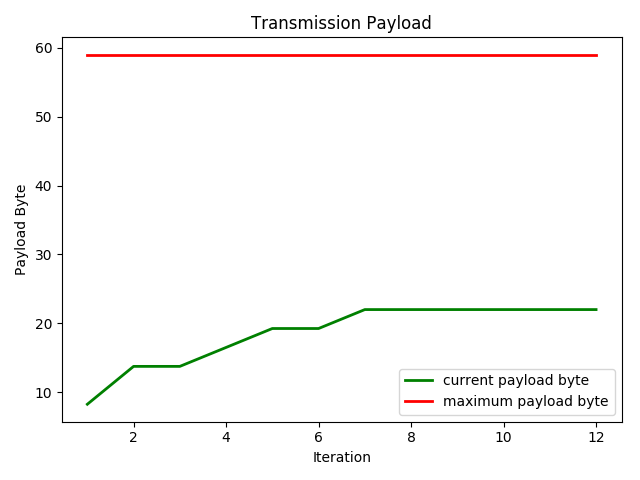 Transmission Payload
60
50
40
30
20
10
Payload Byte
current payload byte
maximum payload byte
2 4 6 8 10 12
Iteration